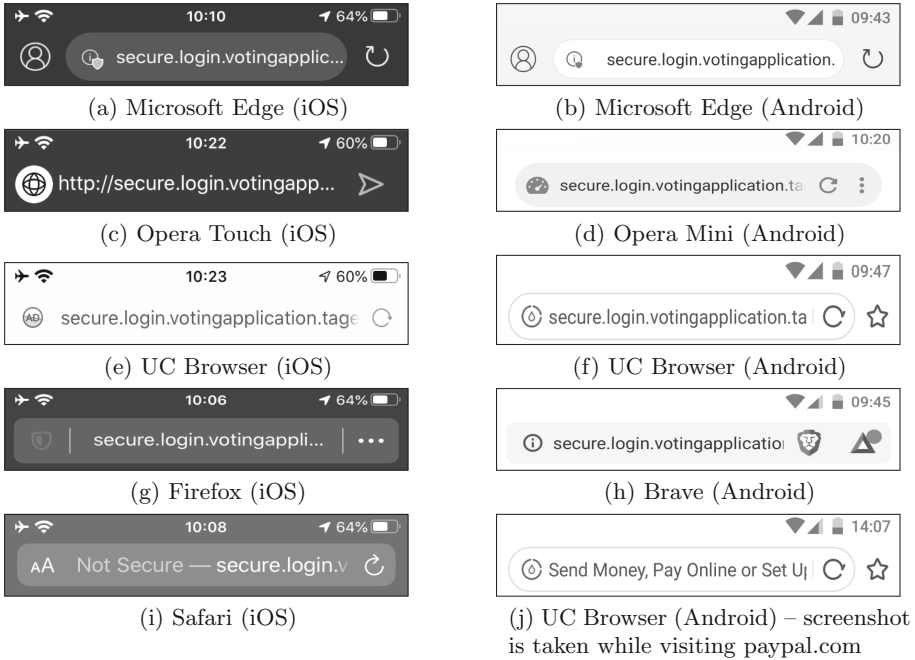 10:10 64%
secure.login.votingapplic...
(a) Microsoft Edge (iOS)
09:43
secure.login.votingapplication.
(b) Microsoft Edge (Android)
10:22 60%
http://secure.login.votingapp...
(c) Opera Touch (iOS)
10:20
secure.login.votingapplication.ta
(d) Opera Mini (Android)
10:23 60%
AD secure.login.votingapplication.tage
(e) UC Browser (iOS)
09:47
secure.login.votingapplication.ta
(f) UC Browser (Android)
10:06 64%
secure.login.votingappli...
(g) Firefox (iOS)
09:45
secure.login.votingapplication
(h) Brave (Android)
10:08 64%
AA Not Secure — secure.login.v
(i) Safari (iOS)
14:07
Send Money, Pay Online or Set Up
(j) UC Browser (Android) – screenshot
is taken while visiting paypal.com